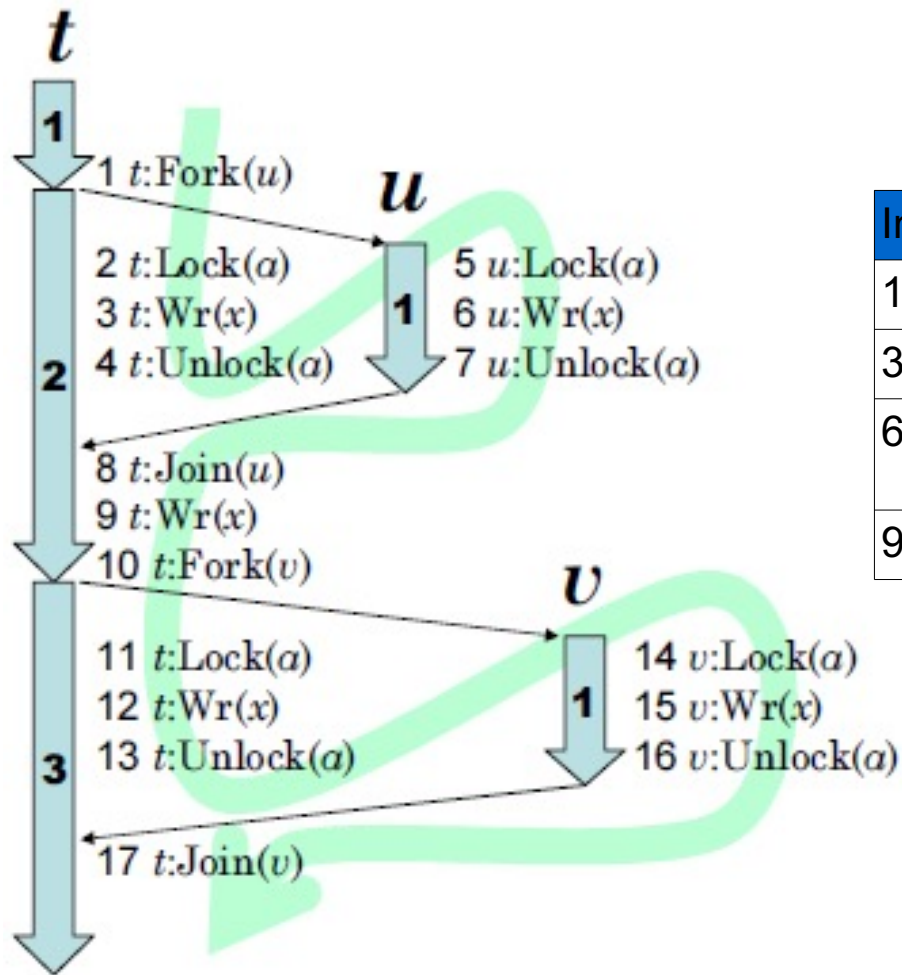 t
1
1 t:Fork(u)
u
2 t:Lock(a)
3 t:Wr(x)
4 t:Unlock(a)
2
1
5 u:Lock(a)
6 u:Wr(x)
7 u:Unlock(a)
8 t:Join(u)
9 t:Wr(x)
10 t:Fork(v)
v
11 t:Lock(a)
12 t:Wr(x)
13 t:Unlock(a)
3
1
14 v:Lock(a)
15 v:Wr(x)
16 v:Unlock(a)
17 t:Join(v)
1
3
6
9